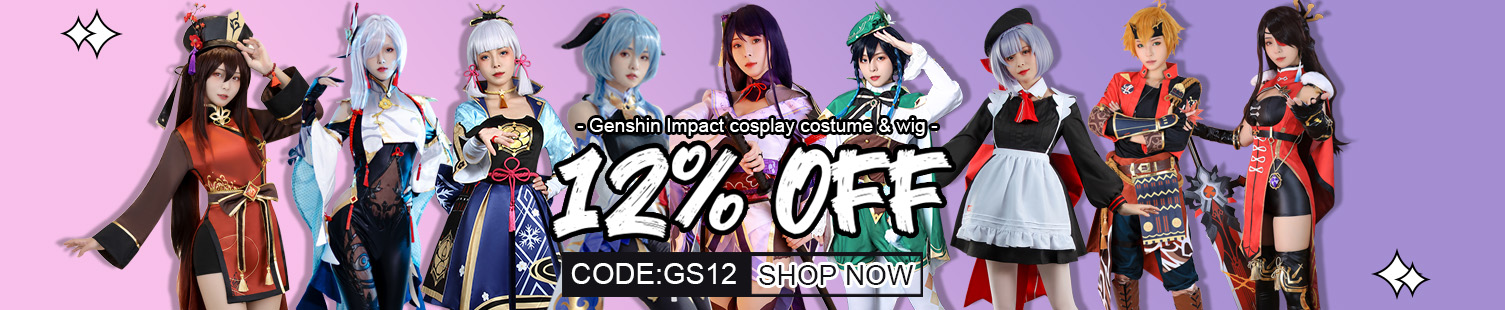 - Genshin Impact cosplay costume & wig -
12% OFF
CODE:GS12 SHOP NOW